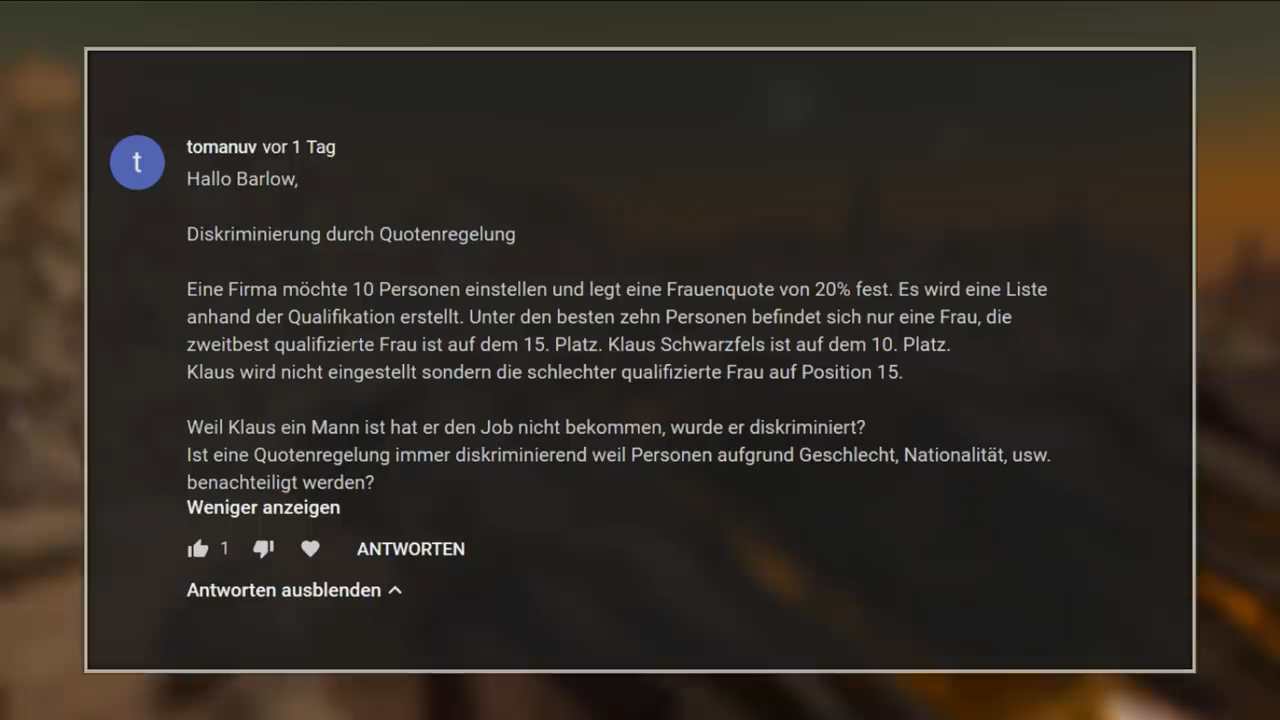 t
tomanuv vor 1 Tag
Hallo Barlow,
Diskriminierung durch Quotenregelung
Eine Firma möchte 10 Personen einstellen und legt eine Frauenquote von 20% fest. Es wird eine Liste
anhand der Qualifikation erstellt. Unter den besten zehn Personen befindet sich nur eine Frau, die
zweitbest qualifizierte Frau ist auf dem 15. Platz. Klaus Schwarzfels ist auf dem 10. Platz.
Klaus wird nicht eingestellt sondern die schlechter qualifizierte Frau auf Position 15.
Weil Klaus ein Mann ist hat er den Job nicht bekommen, wurde er diskriminiert?
Ist eine Quotenregelung immer diskriminierend weil Personen aufgrund Geschlecht, Nationalität, usw.
benachteiligt werden?
Weniger anzeigen
1 ANTWORTEN
Antworten ausblenden